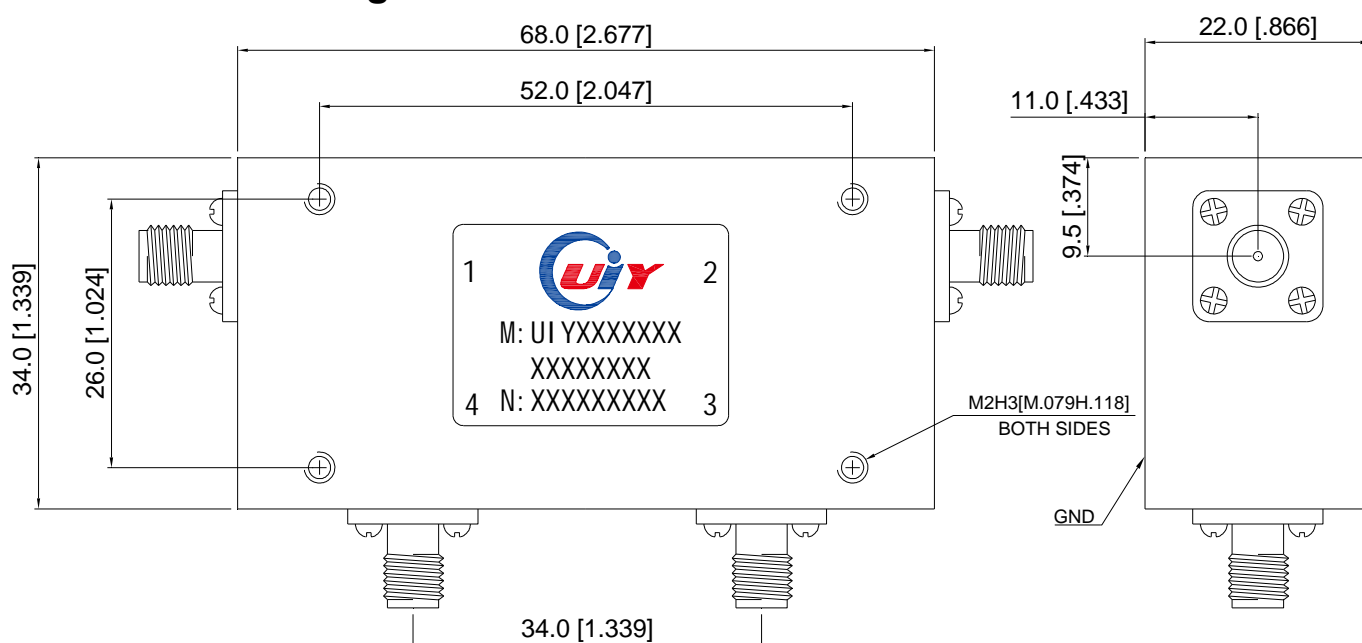 g
68.0 [2.677]
22.0 [.866]
52.0 [2.047]
11.0 [.433]
9.5 [.374]
34.0 [1.339]
26.0 [1.024]
1
UiY
2
M: UIYXXXXXXX
XXXXXXXX
4 N: XXXXXXXXX 3
M2H3[M.079H.118]
BOTH SIDES
GND
34.0 [1.339]